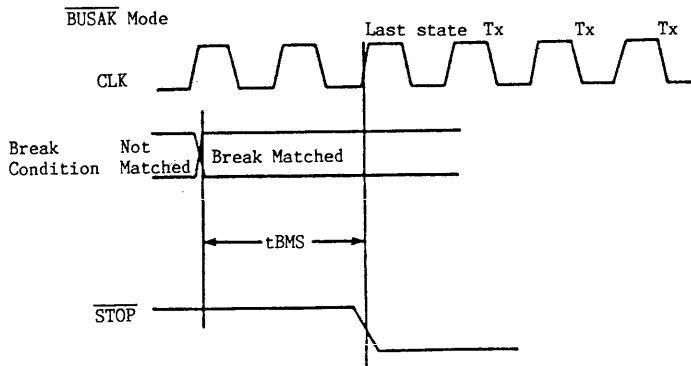 BUSAK Mode
Last state Tx Tx Tx
CLK
Break Not Break Matched
Condition Matched
tBMS
STOP